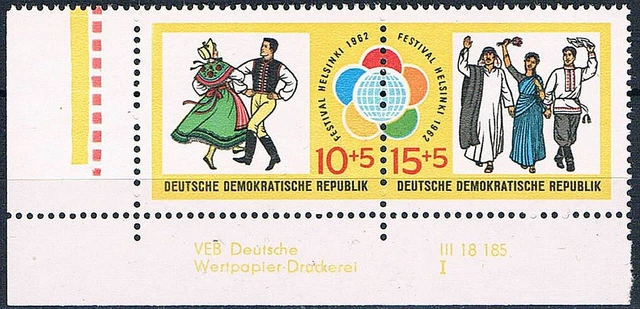 FESTIVAL HELSINKI 1962
FESTIVAL HELSINKI 1962
10+5
15+5
DEUTSCHE DEMOKRATISCHE REPUBLIK
DEUTSCHE DEMOKRATISCHE REPUBLIK
VEB Deutsche
Wertpapier-Druckerei
III 18 185
I